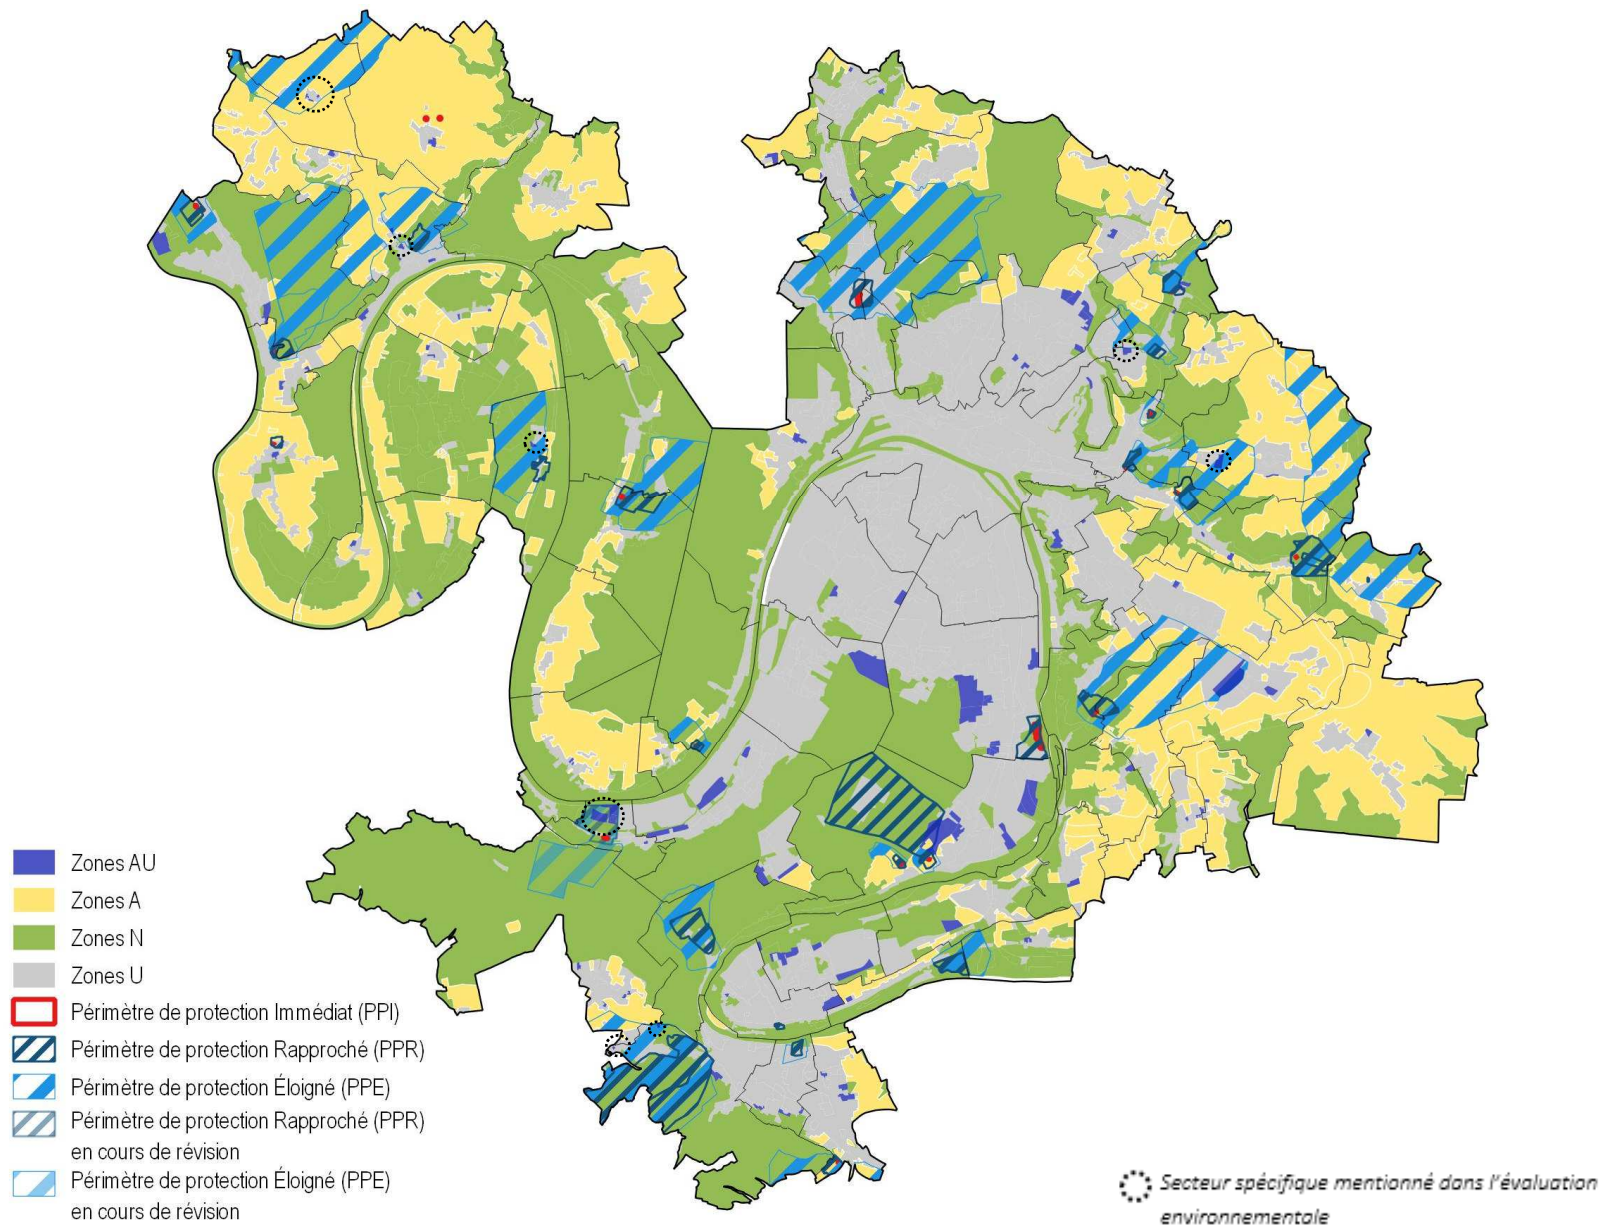 Zones AU
Zones A
Zones N
Zones U
Périmètre de protection Immédiat (PPI)
Périmètre de protection Rapproché (PPR)
Périmètre de protection Éloigné (PPE)
Périmètre de protection Rapproché (PPR)
en cours de révision
Périmètre de protection Éloigné (PPE)
en cours de révision
Secteur spécifique mentionné dans l'évaluation
environnementale